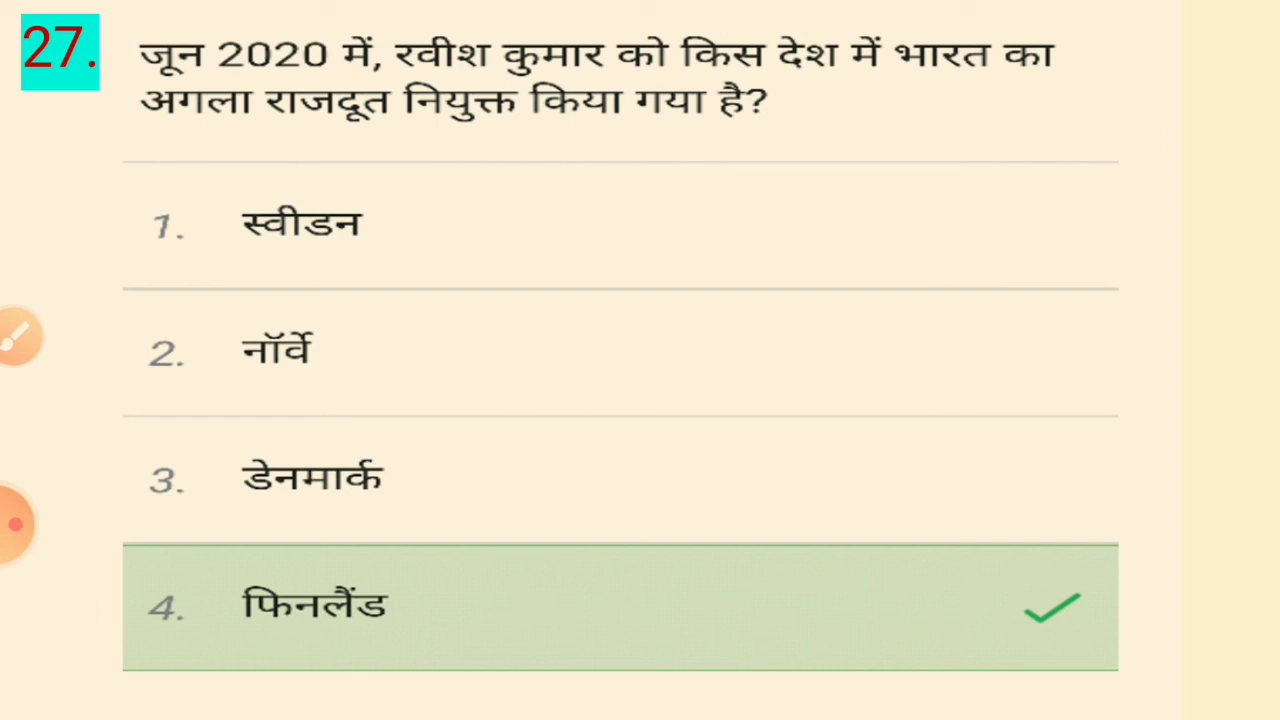 27.
जून 2020 में, रवीश कुमार को किस देश में भारत का
अगला राजदूत नियुक्त किया गया है?
1. स्वीडन
2. नॉर्वे
3. डेनमार्क
4. फिनलैंड